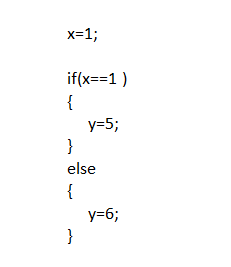 x=1;
if(x==1 )
{
y=5;
}
else
{
y=6;
}